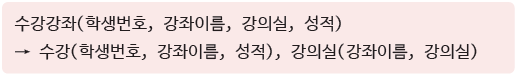 수강강좌(학생번호, 강좌이름, 강의실, 성적)
→ 수강(학생번호, 강좌이름, 성적), 강의실(강좌이름, 강의실)